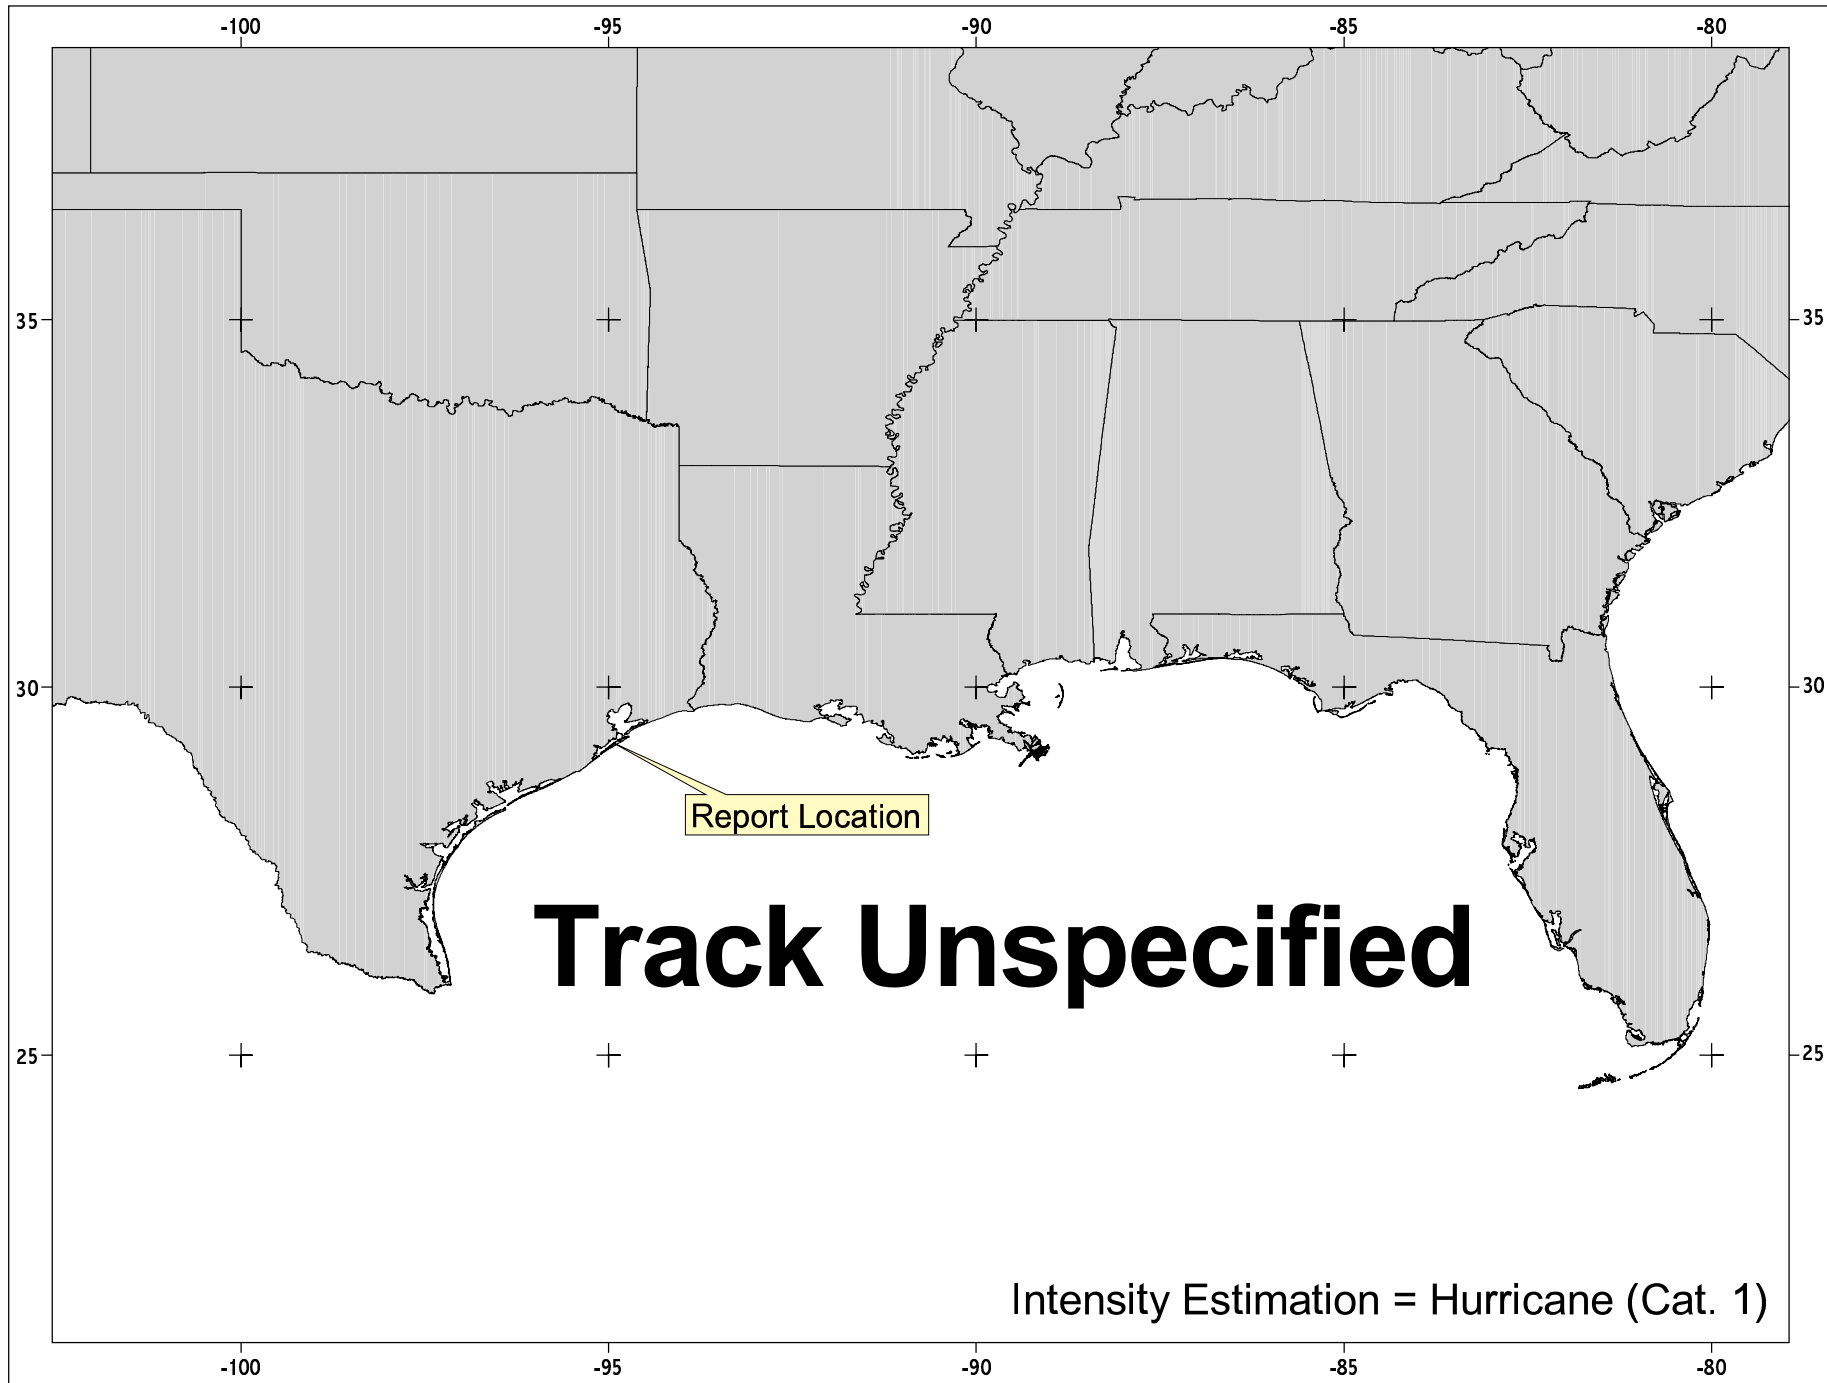 -100 -95 -90 -85 -80
35 35
30 30
Report Location
Track Unspecified
25 25
Intensity Estimation = Hurricane (Cat. 1)
-100 -95 -90 -85 -80